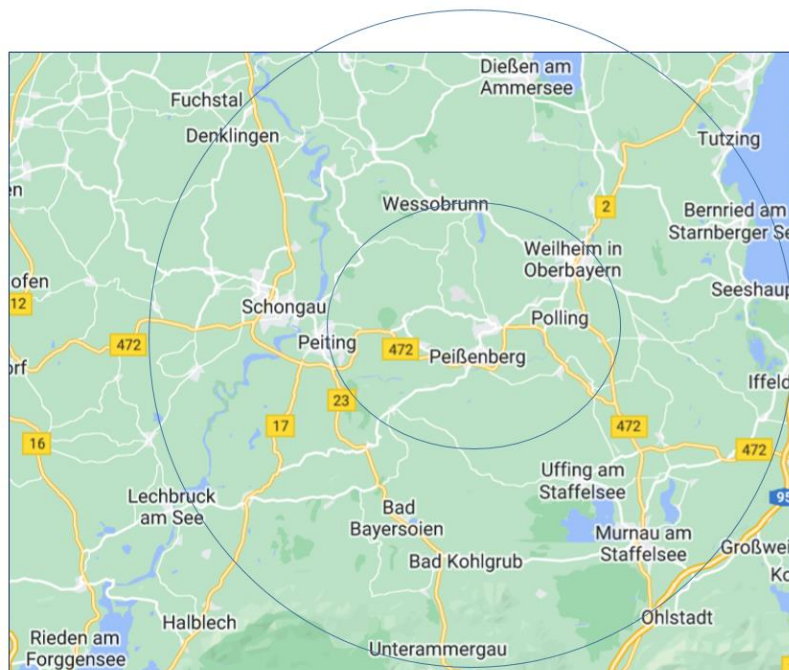 Dießen am
Ammersee
Fuchstal
Denklingen
Tutzing
en
Wessobrunn
2
Bernried am
Starnberger Se
Weilheim in
Oberbayern
ofen
12
Seeshaup
Schongau
Polling
472
Peiting
472
Peißenberg
orf
Iffeld
23
17
472
16
472
Uffing am
Staffelsee
Lechbruck
am See
95
Bad
Bayersoien
Murnau am
Staffelsee
Großwei
Bad Kohlgrub
Ko
Halblech
Ohlstadt
Rieden am
Forggensee
Unterammergau